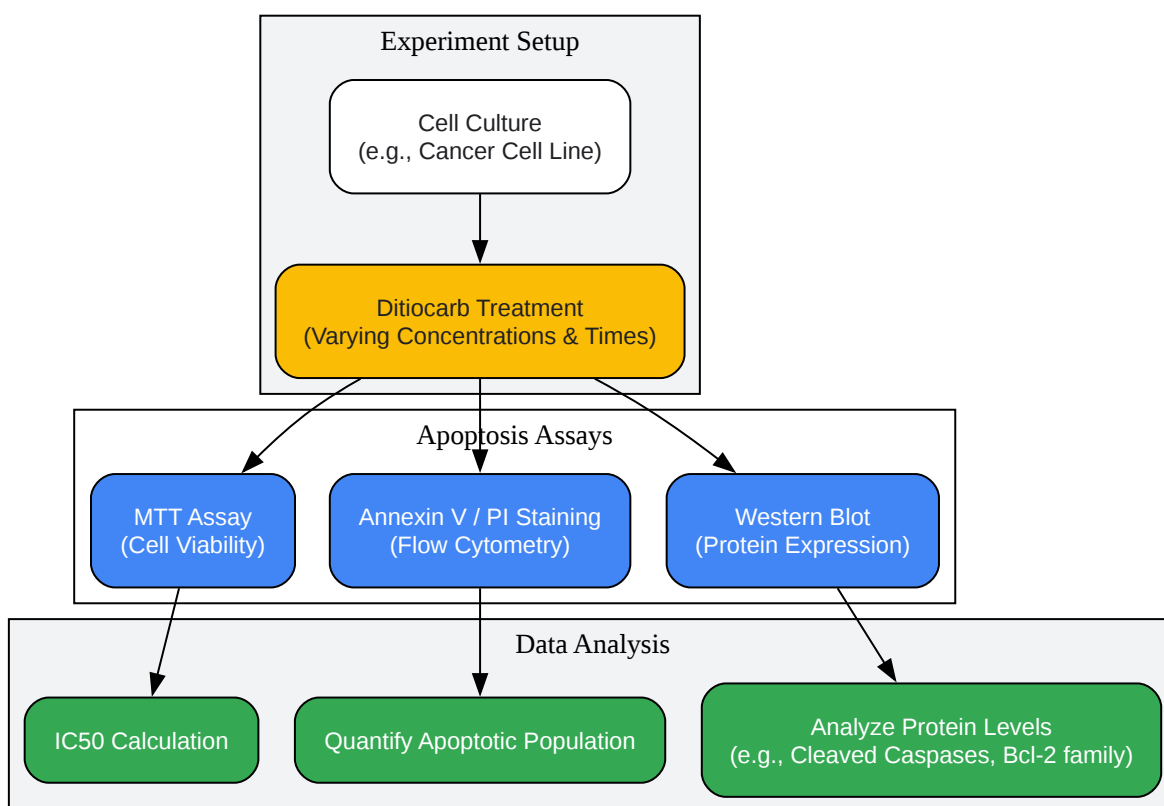 Experiment Setup
Cell Culture
(e.g., Cancer Cell Line)
Ditiocarb Treatment
(Varying Concentrations & Times)
Apoptosis Assays
MTT Assay
(Cell Viability)
Annexin V / PI Staining
(Flow Cytometry)
Western Blot
(Protein Expression)
Data Analysis
IC50 Calculation
Quantify Apoptotic Population
Analyze Protein Levels
(e.g., Cleaved Caspases, Bcl-2 family)